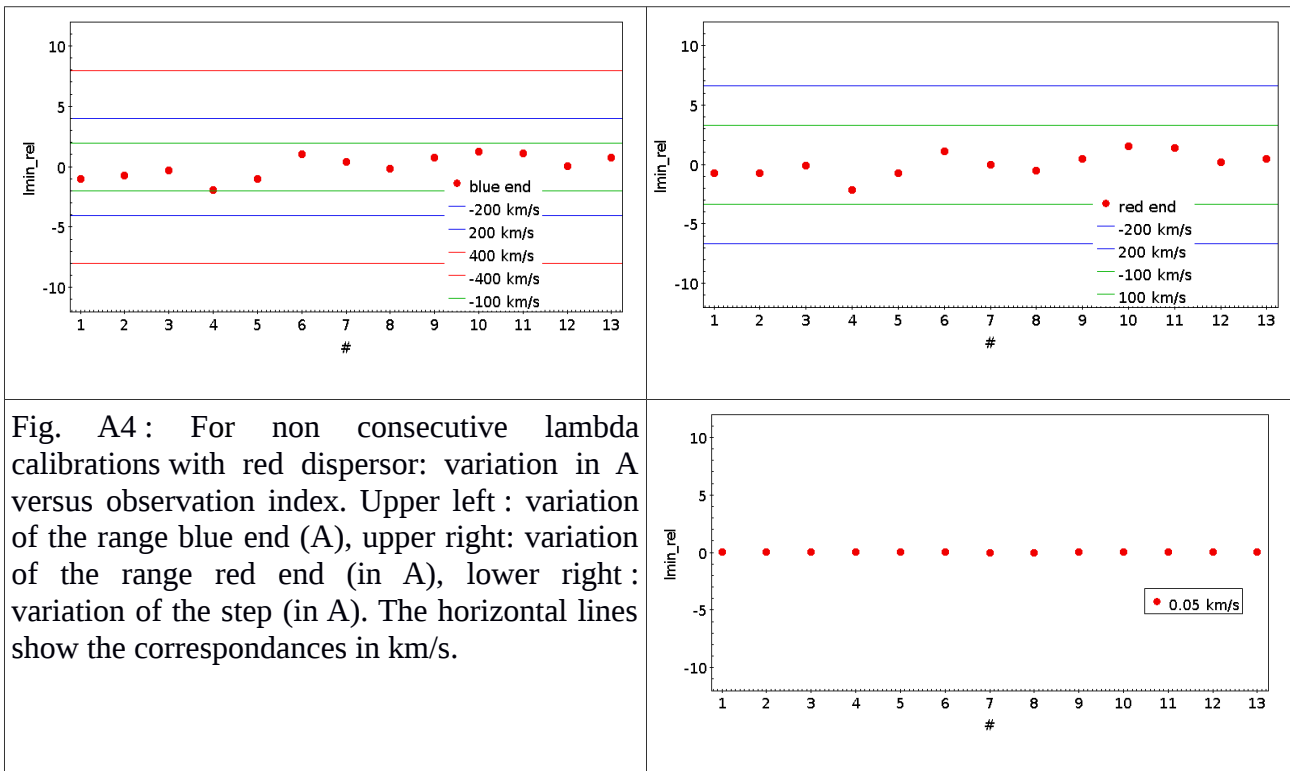 10
5
0
-5
-10
lmin_rel
blue end
-200 km/s
200 km/s
400 km/s
-400 km/s
-100 km/s
1 2 3 4 5 6 7 8 9 10 11 12 13
#
10
5
0
-5
-10
lmin_rel
red end
-200 km/s
200 km/s
-100 km/s
100 km/s
1 2 3 4 5 6 7 8 9 10 11 12 13
#
Fig. A4 : For non consecutive lambda
calibrations with red dispersor: variation in A
versus observation index. Upper left : variation
of the range blue end (A), upper right: variation
of the range red end (in A), lower right :
variation of the step (in A). The horizontal lines
show the correspondances in km/s.
10
5
0
-5
-10
lmin_rel
0.05 km/s
1 2 3 4 5 6 7 8 9 10 11 12 13
#